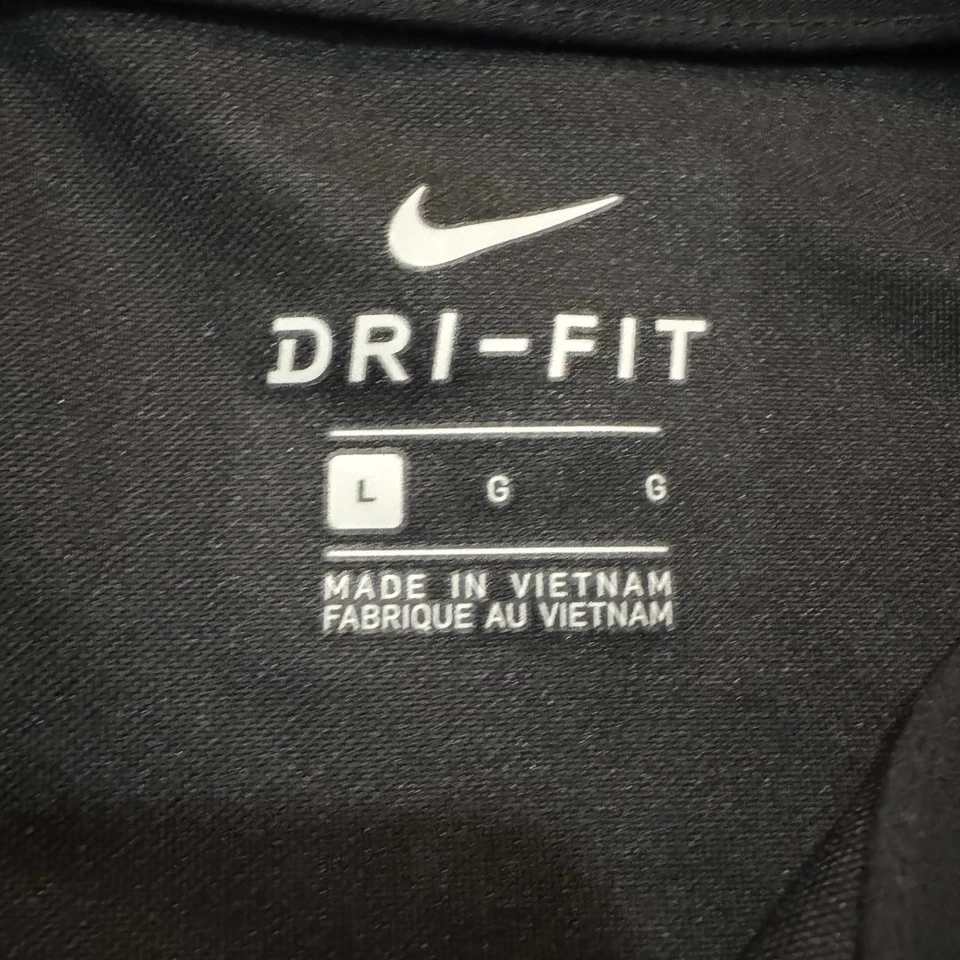 DRI-FIT
L G G
MADE IN VIETNAM
FABRIQUE AU VIETNAM